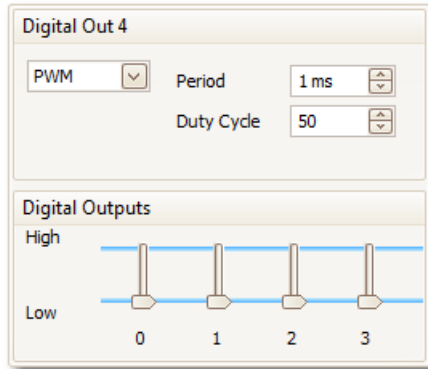 Digital Out 4
PWM Period 1 ms
Duty Cycle 50
Digital Outputs
High
Low
0 1 2 3